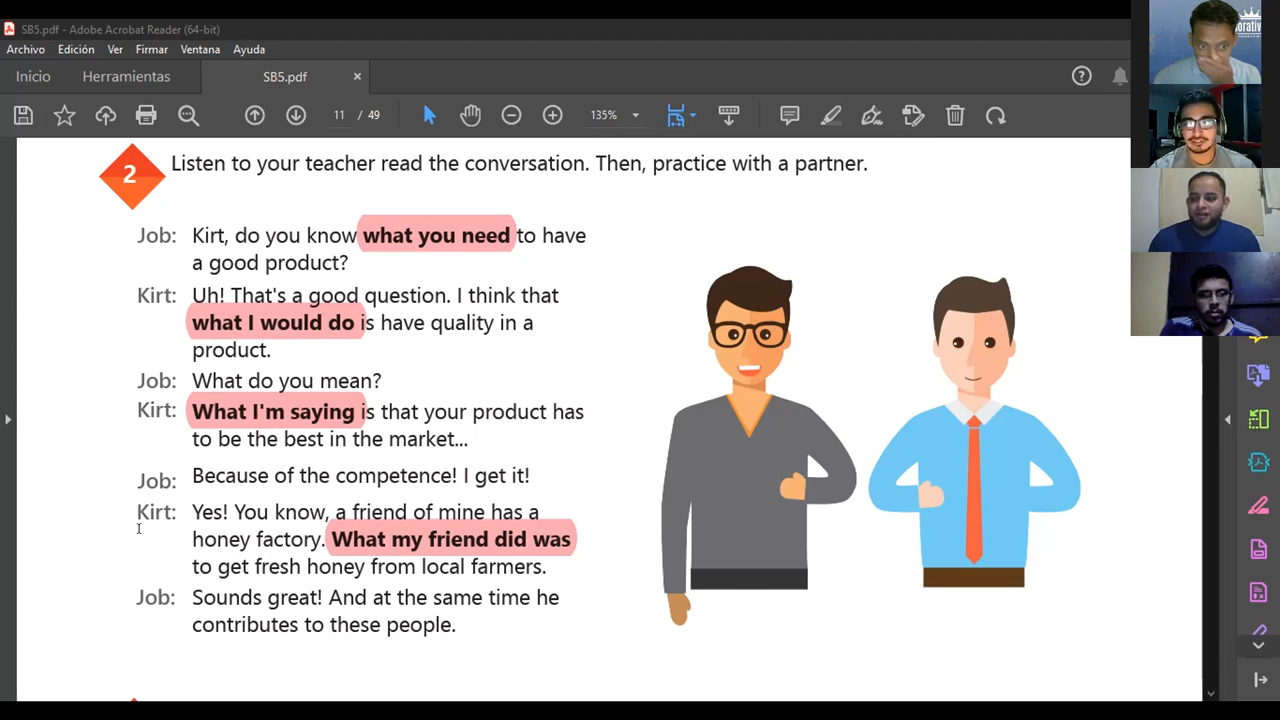 SB5.pdf - Adobe Acrobat Reader (64-bit)
Archivo Edición Ver Firmar Ventana Ayuda
Inicio Herramientas SB5.pdf ×
11 / 49 135%
2 Listen to your teacher read the conversation. Then, practice with a partner.
Job: Kirt, do you know what you need to have
a good product?
Kirt: Uh! That's a good question. I think that
what I would do is have quality in a
product.
Job: What do you mean?
Kirt: What I'm saying is that your product has
to be the best in the market...
Job: Because of the competence! I get it!
Kirt: Yes! You know, a friend of mine has a
honey factory. What my friend did was
to get fresh honey from local farmers.
Job: Sounds great! And at the same time he
contributes to these people.